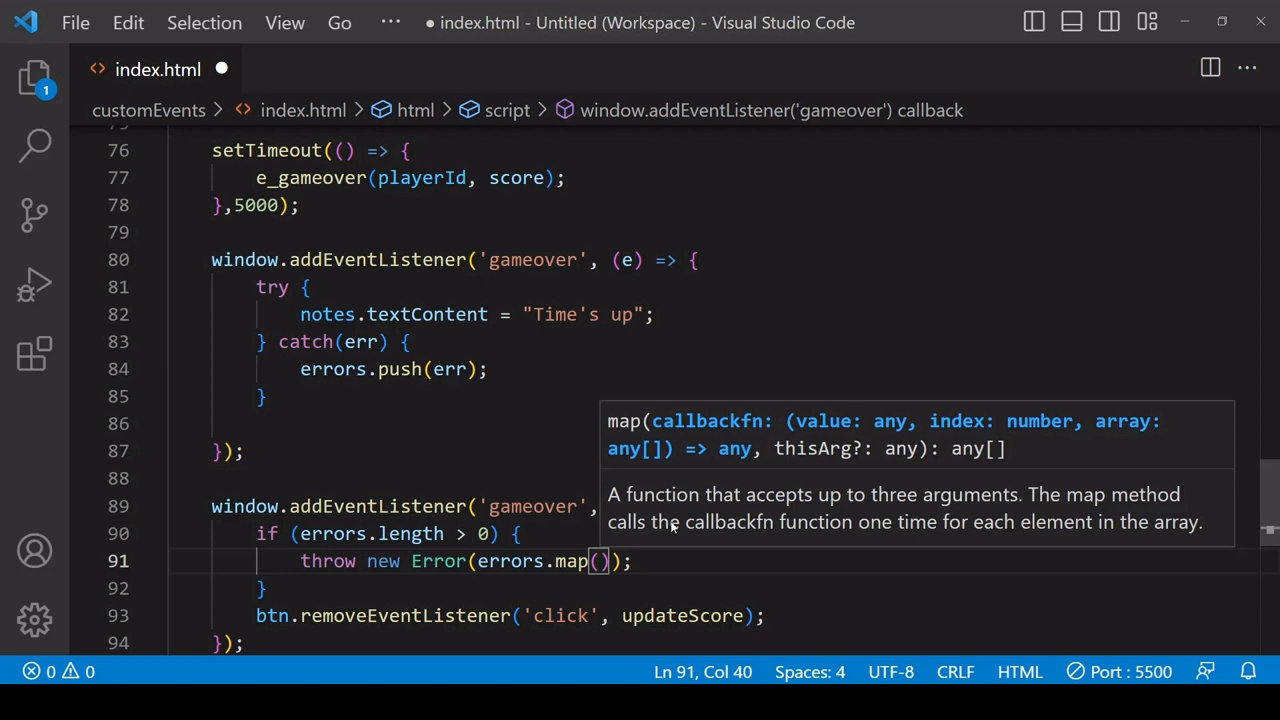 File Edit Selection View Go ··· ● index.html - Untitled (Workspace) - Visual Studio Code
index.html
1
customEvents > index.html > html > script > window.addEventListener('gameover') callback
76 setTimeout(() => {
77 e_gameover(playerId, score);
78 },5000);
79
80 window.addEventListener('gameover', (e) => {
81 try {
82 notes.textContent = "Time's up";
83 } catch(err) {
84 errors.push(err);
85 }
86
87 });
88
89 window.addEventListener('gameover',
90 if (errors.length > 0) {
91 throw new Error(errors.map());
92 }
93 btn.removeEventListener('click', updateScore);
94 });
map(callbackfn: (value: any, index: number, array:
any[]) => any, thisArg?: any): any[]
A function that accepts up to three arguments. The map method
calls the callbackfn function one time for each element in the array.
0 0 Ln 91, Col 40 Spaces: 4 UTF-8 CRLF HTML Port : 5500